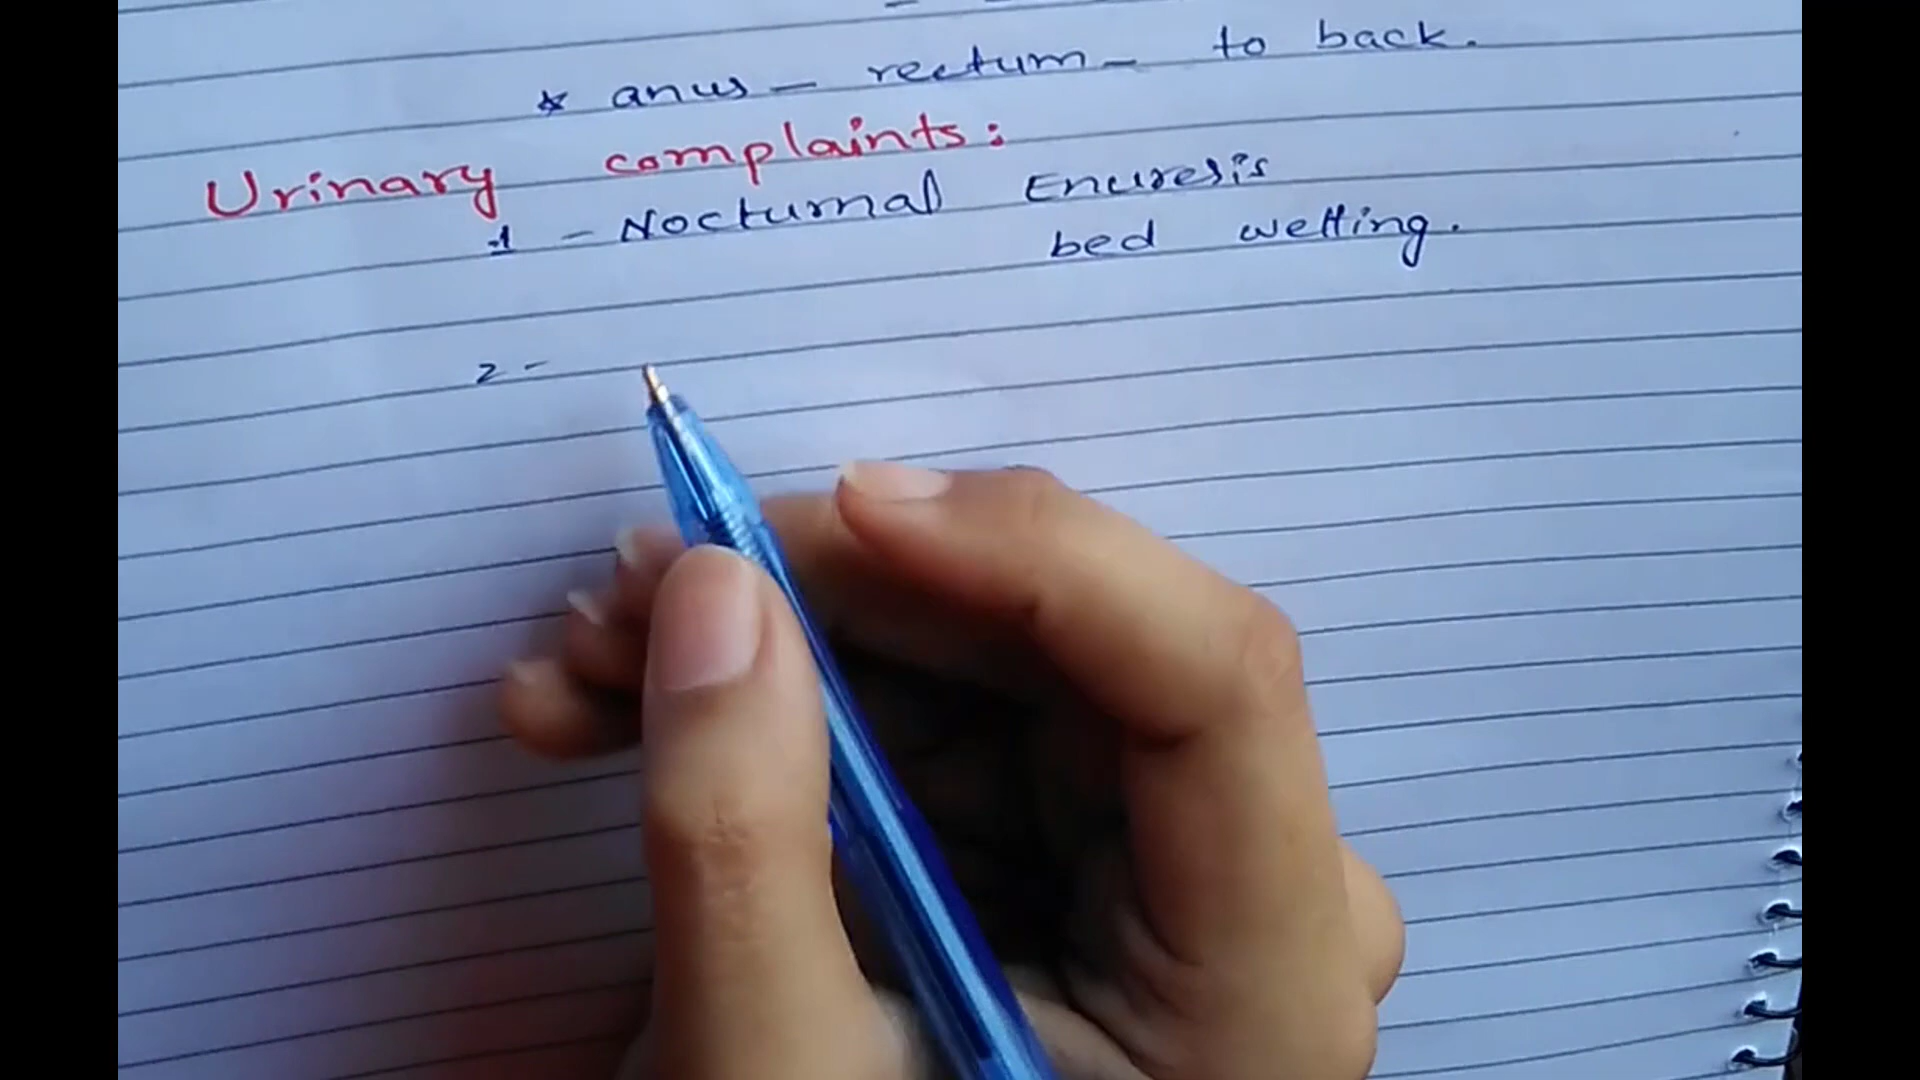 * anus - rectum - to back.
Urinary complaints:
1 - Nocturnal Enuresis
bed wetting.
2 -